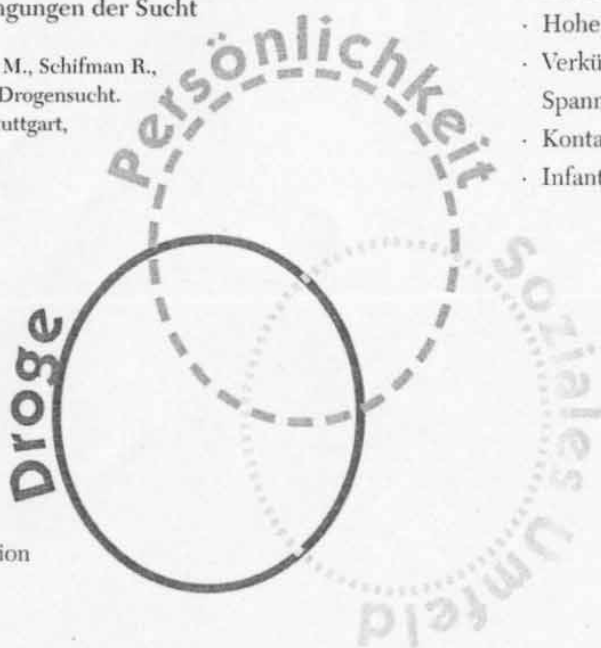 agungen der Sucht
M., Schifman R.,
Drogensucht.
uttgart,
· Hohe
· Verkü
Spann
· Konta
· Infant
Persönlichkeit
Droge
Soziales Umfeld
ion